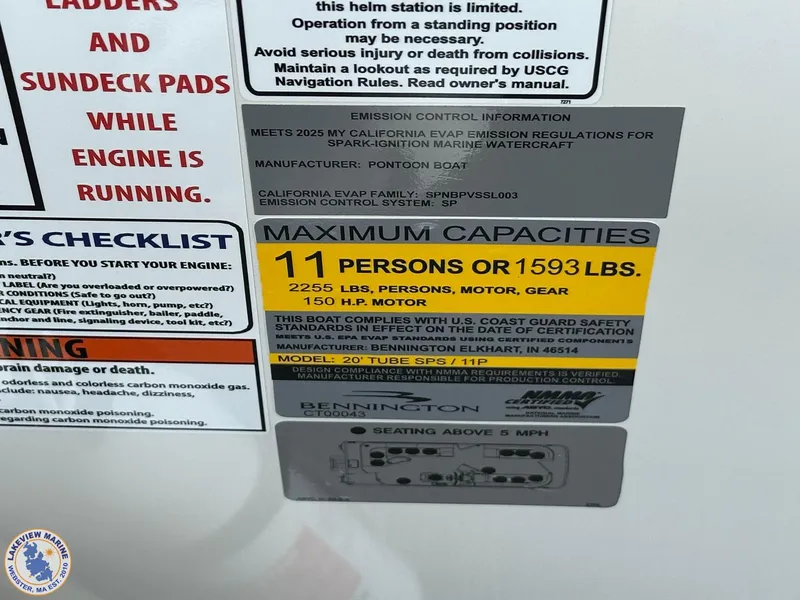 LADDERS
AND
SUNDECK PADS
WHILE
ENGINE IS
RUNNING.
this helm station is limited.
Operation from a standing position
may be necessary.
Avoid serious injury or death from collisions.
Maintain a lookout as required by USCG
Navigation Rules. Read owner's manual.
7271
EMISSION CONTROL INFORMATION
MEETS 2025 MY CALIFORNIA EVAP EMISSION REGULATIONS FOR
SPARK-IGNITION MARINE WATERCRAFT
MANUFACTURER: PONTOON BOAT
CALIFORNIA EVAP FAMILY: SPNBPVSSL003
EMISSION CONTROL SYSTEM: SP
'S CHECKLIST
BEFORE YOU START YOUR ENGINE:
n neutral?)
LABEL (Are you overloaded or overpowered?)
CONDITIONS (Safe to go out?)
CAL EQUIPMENT (Lights, horn, pump, etc?)
NCY GEAR (Fire extinguisher, bailer, paddle,
nchor and line, signaling device, tool kit, etc?)
MAXIMUM CAPACITIES
11 PERSONS OR 1593 LBS.
2255 LBS, PERSONS, MOTOR, GEAR
150 H.P. MOTOR
THIS BOAT COMPLIES WITH U.S. COAST GUARD SAFETY
STANDARDS IN EFFECT ON THE DATE OF CERTIFICATION
MEETS U.S. EPA EVAP STANDARDS USING CERTIFIED COMPONENTS
MANUFACTURER: BENNINGTON ELKHART, IN 46514
MODEL: 20' TUBE SPS / 11P
DESIGN COMPLIANCE WITH NMMA REQUIREMENTS IS VERIFIED.
MANUFACTURER RESPONSIBLE FOR PRODUCTION CONTROL.
BENNINGTON
CT00043
NMMA
CERTIFIED
using ABYC
NATIONAL MARINE
MANUFACTURERS ASSOCIATION
NING
brain damage or death.
odorless and colorless carbon monoxide gas.
clude: nausea, headache, dizziness,
carbon monoxide poisoning.
regarding carbon monoxide poisoning.
SEATING ABOVE 5 MPH
LAKEVIEW MARINE
WEBSTER, MA EST. 2010